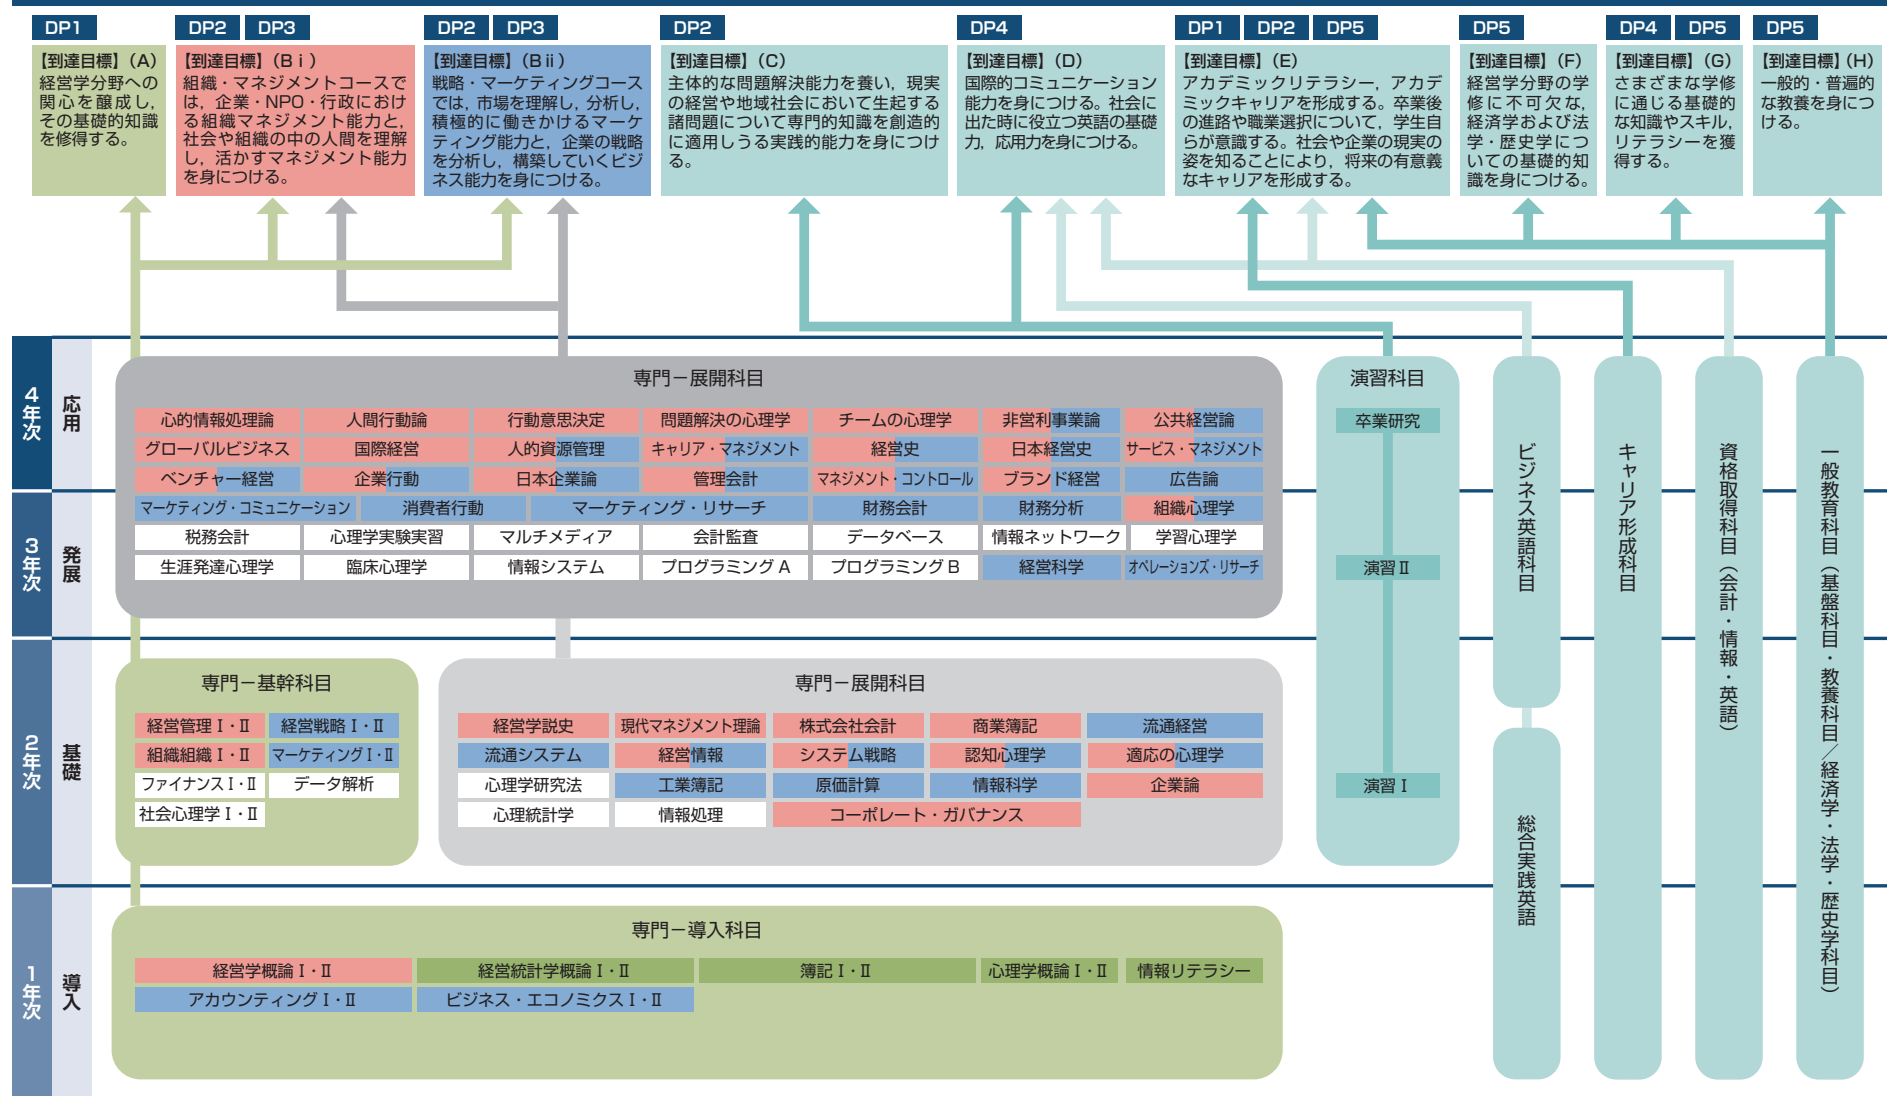 DP1
DP2 DP3
DP2 DP3
DP2
DP4
DP1 DP2 DP5
DP5
DP4 DP5
DP5
【到達目標】(A)
経営学分野への
関心を醸成し,
その基礎的知識
を修得する。
【到達目標】(Bⅰ)
組織・マネジメントコースで
は, 企業・NPO・行政におけ
る組織マネジメント能力と,
社会や組織の中の人間を理解
し, 活かすマネジメント能力
を身につける。
【到達目標】(Bⅱ)
戦略・マーケティングコース
では, 市場を理解し, 分析し,
積極的に働きかけるマーケ
ティング能力と, 企業の戦略
を分析し, 構築していくビジ
ネス能力を身につける。
【到達目標】(C)
主体的な問題解決能力を養い, 現実
の経営や地域社会において生起する
諸問題について専門的知識を創造的
に適用しうる実践的能力を身につけ
る。
【到達目標】(D)
国際的コミュニケーション
能力を身につける。社会に
出た時に役立つ英語の基礎
力, 応用力を身につける。
【到達目標】(E)
アカデミックリテラシー, アカデ
ミックキャリアを形成する。卒業後
の進路や職業選択について, 学生自
らが意識する。社会や企業の現実の
姿を知ることにより, 将来の有意義
なキャリアを形成する。
【到達目標】(F)
経営学分野の学
修に不可欠な,
経済学および法
学・歴史学につ
いての基礎的知
識を身につける。
【到達目標】(G)
さまざまな学修
に通じる基礎的
な知識やスキル,
リテラシーを獲
得する。
【到達目標】(H)
一般的・普遍的
な教養を身につ
ける。
4年次
応用
3年次
発展
2年次
基礎
1年次
導入
専門ー展開科目
心的情報処理論 人間行動論 行動意思決定 問題解決の心理学 チームの心理学 非営利事業論 公共経営論
グローバルビジネス 国際経営 人的資源管理 キャリア・マネジメント 経営史 日本経営史 サービス・マネジメント
ベンチャー経営 企業行動 日本企業論 管理会計 マネジメント・コントロール ブランド経営 広告論
マーケティング・コミュニケーション 消費者行動 マーケティング・リサーチ 財務会計 財務分析 組織心理学
税務会計 心理学実験実習 マルチメディア 会計監査 データベース 情報ネットワーク 学習心理学
生涯発達心理学 臨床心理学 情報システム プログラミング A プログラミング B 経営科学 オペレーションズ・リサーチ
専門ー基幹科目
経営管理 Ⅰ・Ⅱ 経営戦略 Ⅰ・Ⅱ
組織組織 Ⅰ・Ⅱ マーケティング Ⅰ・Ⅱ
ファイナンス Ⅰ・Ⅱ データ解析
社会心理学 Ⅰ・Ⅱ
専門ー展開科目
経営学説史 現代マネジメント理論 株式会社会計 商業簿記 流通経営
流通システム 経営情報 システム戦略 認知心理学 適応の心理学
心理学研究法 工業簿記 原価計算 情報科学 企業論
心理統計学 情報処理 コーポレート・ガバナンス
専門ー導入科目
経営学概論 Ⅰ・Ⅱ 経営統計学概論 Ⅰ・Ⅱ 簿記 Ⅰ・Ⅱ 心理学概論 Ⅰ・Ⅱ 情報リテラシー
アカウンティング Ⅰ・Ⅱ ビジネス・エコノミクス Ⅰ・Ⅱ
演習科目
卒業研究
演習 Ⅱ
演習 Ⅰ
ビジネス英語科目
総合実践英語
キャリア形成科目
資格取得科目(会計・情報・英語)
一般教育科目(基盤科目・教養科目/経済学・法学・歴史学科目)